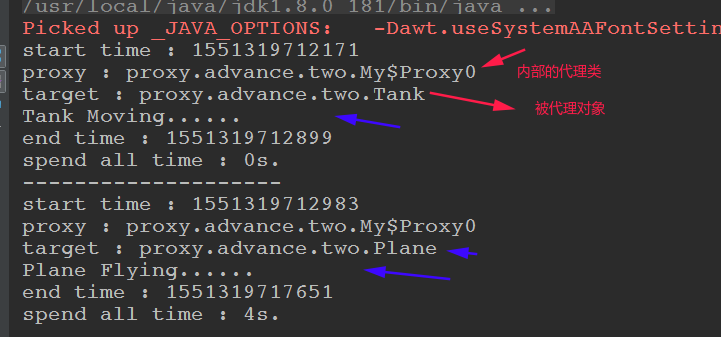 /usr/local/java/jdk1.8.0_181/bin/java ...
Picked up _JAVA_OPTIONS:   -Dawt.useSystemAAFontSettin
start time : 1551319712171
proxy : proxy.advance.two.My$Proxy0 内部的代理类
target : proxy.advance.two.Tank 被代理对象
Tank Moving......
end time : 1551319712899
spend all time : 0s.
---------------------
start time : 1551319712983
proxy : proxy.advance.two.My$Proxy0
target : proxy.advance.two.Plane
Plane Flying......
end time : 1551319717651
spend all time : 4s.